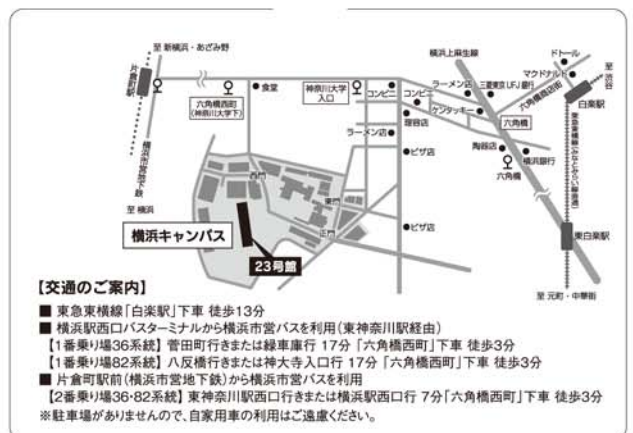 至 新横浜・あざみ野
片倉町駅
横浜市営地下鉄
至 横浜
六角橋西町
(神奈川大学下)
食堂
神奈川大学
入口
コンビニ
コンビニ
理容店
ラーメン店
ピザ店
ピザ店
横浜上麻生線
ラーメン店
三菱東京UFJ銀行
ケンタッキー
六角橋
陶器店
六角橋
横浜銀行
六角橋商店街
ドトール
マクドナルド
至 渋谷
白楽駅
東白楽駅
至 元町・中華街
西門
東門
正門
横浜キャンパス
23号館
【交通のご案内】
■ 東急東横線「白楽駅」下車 徒歩13分
■ 横浜駅西口バスターミナルから横浜市営バスを利用(東神奈川駅経由)
【1番乗り場36系統】 菅田町行きまたは緑車庫行 17分 「六角橋西町」下車 徒歩3分
【1番乗り場82系統】 八反橋行きまたは神大寺入口行 17分 「六角橋西町」下車 徒歩3分
■ 片倉町駅前(横浜市営地下鉄)から横浜市営バスを利用
【2番乗り場36・82系統】 東神奈川駅西口行きまたは横浜駅西口行 7分「六角橋西町」下車 徒歩3分
※駐車場がありませんので、自家用車の利用はご遠慮ください。